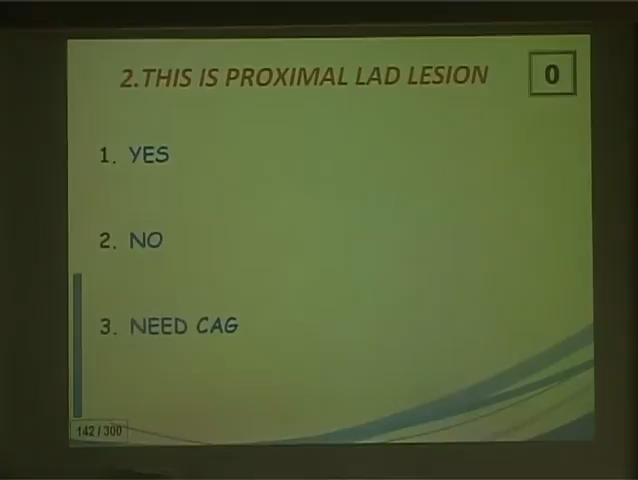 2.THIS IS PROXIMAL LAD LESION
0
1. YES
2. NO
3. NEED CAG
142 / 300